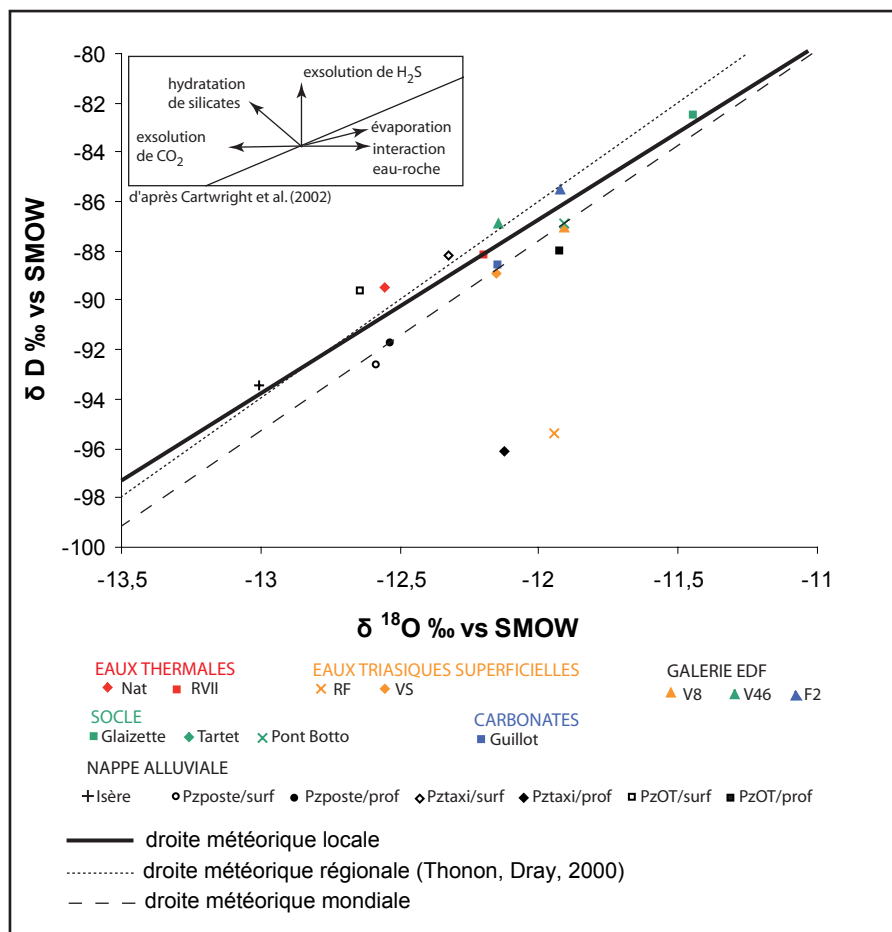 -80
-82
-84
-86
-88
-90
-92
-94
-96
-98
-100
δ D ‰ vs SMOW
exsolution de H₂S
hydratation
de silicates
exsolution
de CO₂
évaporation
interaction
eau-roche
d'après Cartwright et al. (2002)
-13,5 -13 -12,5 -12 -11,5 -11
δ ¹⁸O ‰ vs SMOW
EAUX THERMALES EAUX TRIASIQUES SUPERFICIELLES GALERIE EDF
Nat RVII RF VS V8 V46 F2
SOCLE CARBONATES
Glaizette Tartet Pont Botto Guillot
NAPPE ALLUVIALE
Isère Pzposte/surf Pzposte/prof Pztaxi/surf Pztaxi/prof PzOT/surf PzOT/prof
droite météorique locale
droite météorique régionale (Thonon, Dray, 2000)
droite météorique mondiale